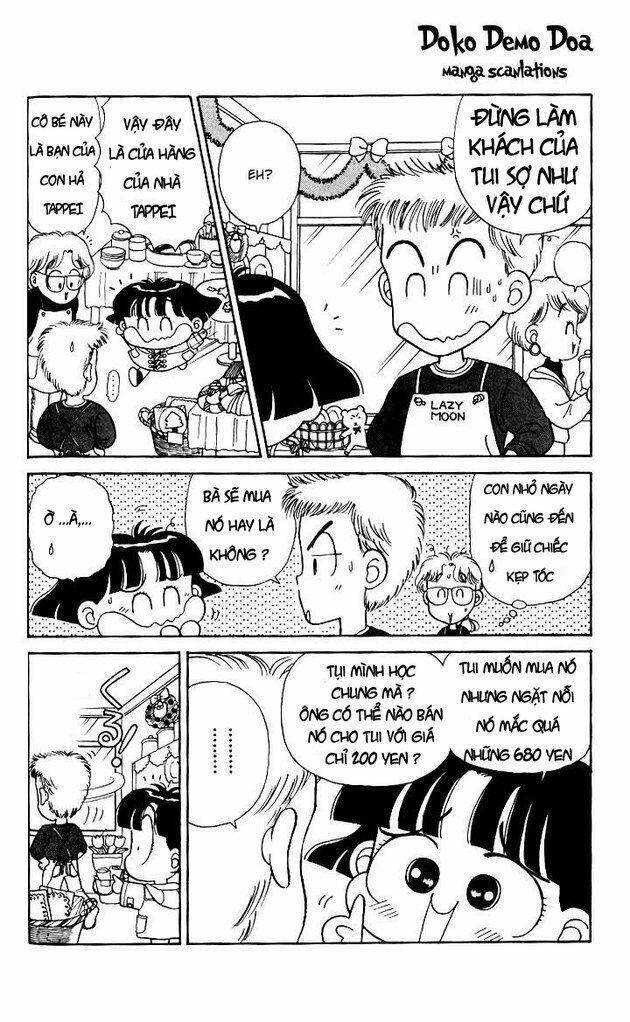 Doko Demo Doa
manga scanlations
ĐỪNG LÀM
KHÁCH CỦA
TUI SỢ NHƯ
VẬY CHỨ
EH?
LAZY
MOON
VẬY ĐÂY
LÀ CỬA HÀNG
CỦA NHÀ
TAPPEI
CÔ BÉ NÀY
LÀ BẠN CỦA
CON HẢ
TAPPEI
......
CON NHỎ NGÀY
NÀO CŨNG ĐẾN
ĐỂ GIỮ CHIẾC
KẸP TÓC
BÀ SẼ MUA
NÓ HAY LÀ
KHÔNG ?
Ờ ...À,...
TUI MUỐN MUA NÓ
NHƯNG NGẶT NỖI
NÓ MẮC QUÁ
NHỮNG 680 YEN
TỤI MÌNH HỌC
CHUNG MÀ ?
ÔNG CÓ THỂ NÀO BÁN
NÓ CHO TUI VỚI GIÁ
CHỈ 200 YEN ?
......